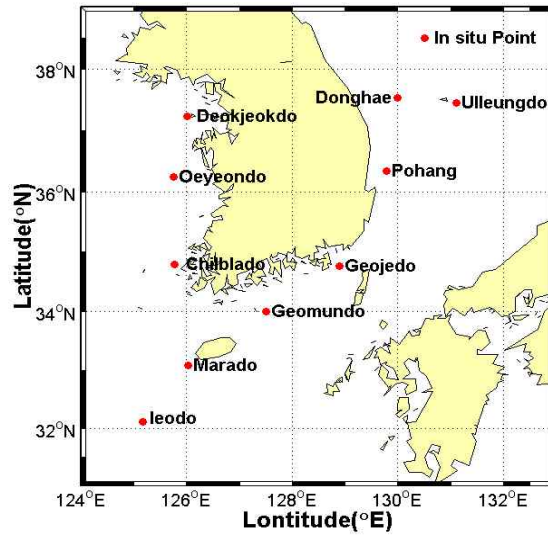 In situ Point
38°N
Donghae
Ulleungdo
Deokjeokdo
Pohang
Oeyeondo
36°N
Chilblado
Geojedo
Latitude(°N)
34°N
Geomundo
Marado
Ieodo
32°N
124°E
126°E
128°E
130°E
132°E
Lontitude(°E)